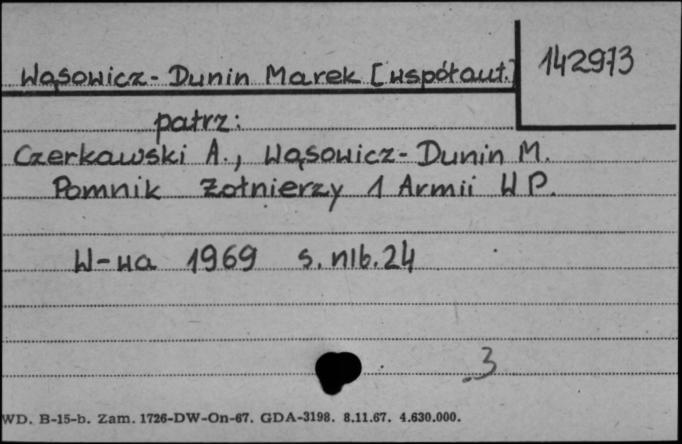 Wąsowicz-Dunin Marek [współaut.]
142973
patrz:
Czerkawski A., Wąsowicz-Dunin M.
Pomnik Żołnierzy 1 Armii WP.
W-wa 1969 s. nlb. 24
3
WD. B-15-b. Zam. 1726-DW-On-67. GDA-3198. 8.11.67. 4.630.000.